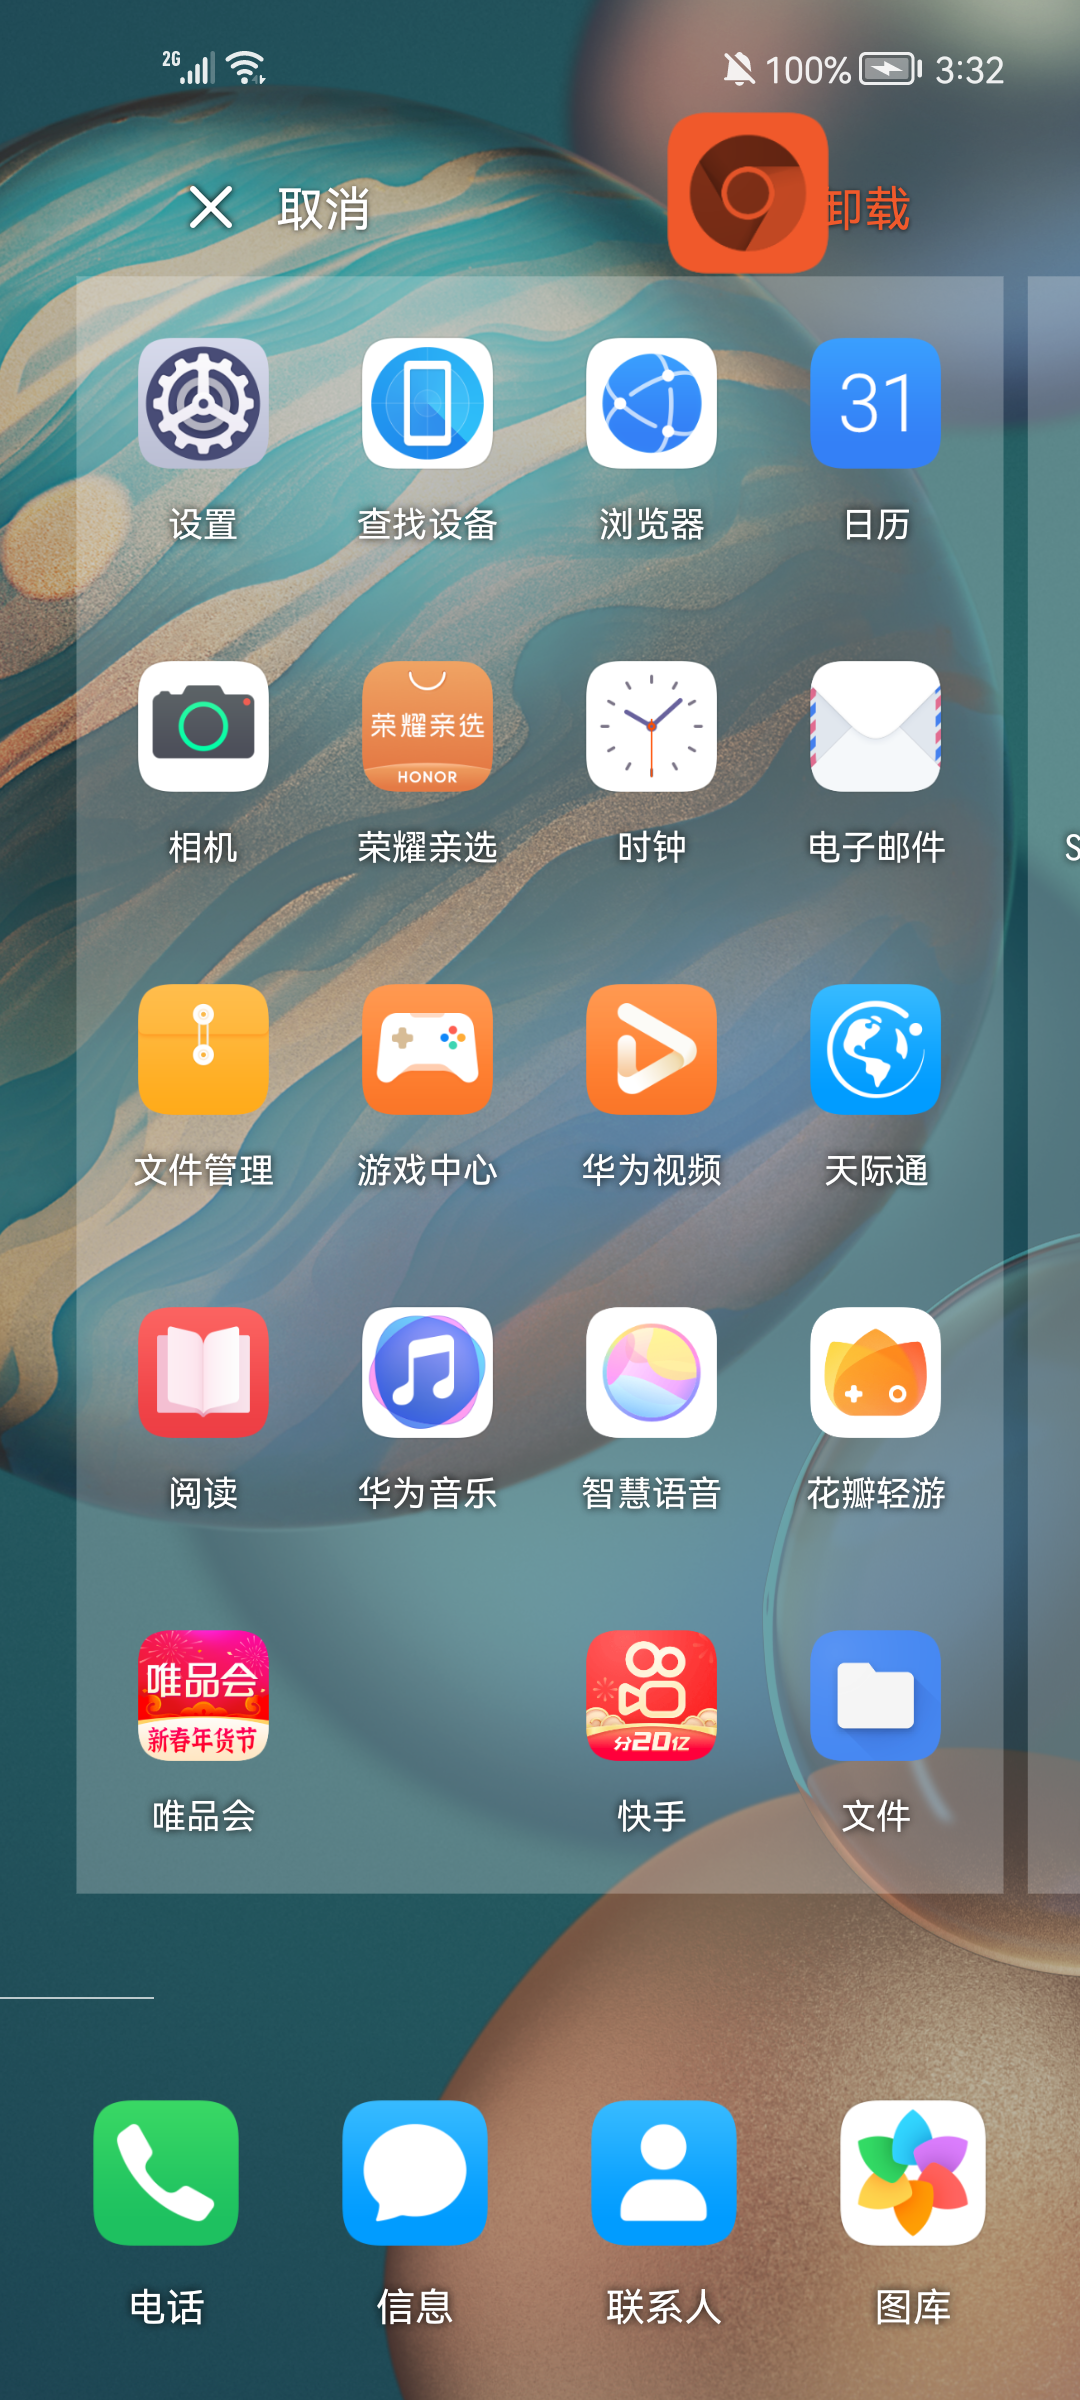 2G 100% 3:32
取消 卸载
31
设置 查找设备 浏览器 日历
荣耀亲选
HONOR
相机 荣耀亲选 时钟 电子邮件 S
文件管理 游戏中心 华为视频 天际通
阅读 华为音乐 智慧语音 花瓣轻游
唯品会
新春年货节 分20亿
唯品会 快手 文件
电话 信息 联系人 图库